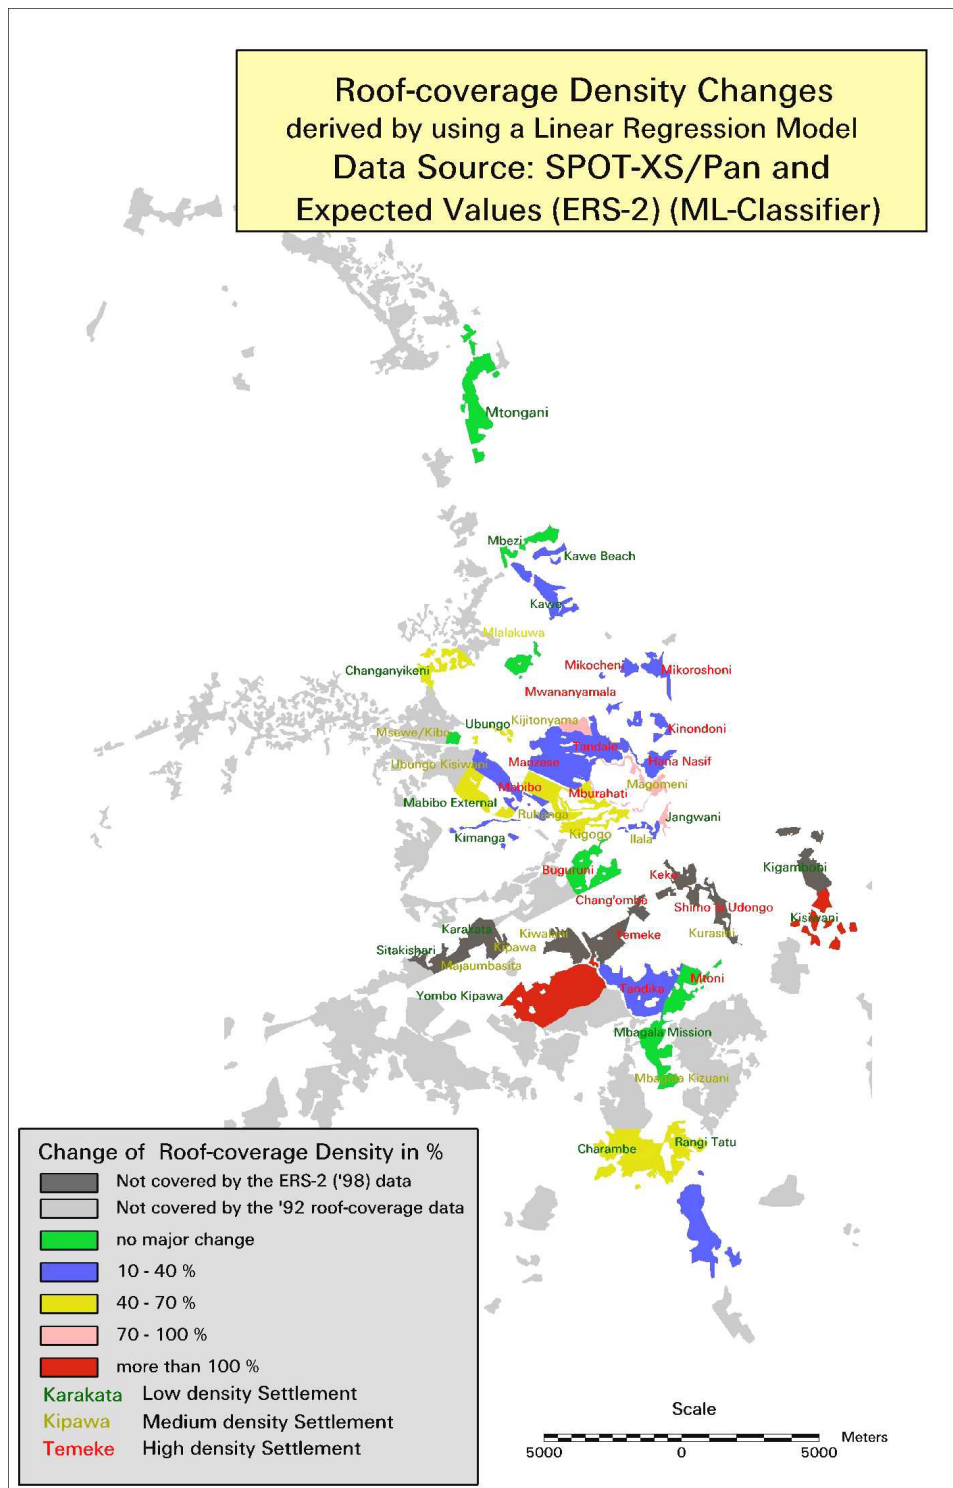 Roof-coverage Density Changes
derived by using a Linear Regression Model
Data Source: SPOT-XS/Pan and
Expected Values (ERS-2) (ML-Classifier)
Mtongani
Mbezi
Kawe Beach
Kawe
Mlalakuwa
Changanyikeni
Mikocheni
Mikoroshoni
Mwananyamala
Ubungo
Kijitonyama
Msewe/Kibo
Kinondoni
Tandale
Ubungo Kisiwani
Manzese
Hana Nasif
Mabibo
Mburahati
Magomeni
Mabibo External
Ruhanga
Jangwani
Kimanga
Kigogo
Ilala
Buguruni
Keko
Kigamboni
Chang'ombe
Shimo la Udongo
Kisiwani
Karakata
Kiwalani
Temeke
Kurasini
Sitakishari
Kipawa
Majaumbasita
Yombo Kipawa
Tandika
Mtoni
Mbagala Mission
Mbagala Kizuani
Charambe
Rangi Tatu
Change of Roof-coverage Density in %
Not covered by the ERS-2 ('98) data
Not covered by the '92 roof-coverage data
no major change
10 - 40 %
40 - 70 %
70 - 100 %
more than 100 %
Karakata Low density Settlement
Kipawa Medium density Settlement
Temeke High density Settlement
Scale
Meters
5000 0 5000